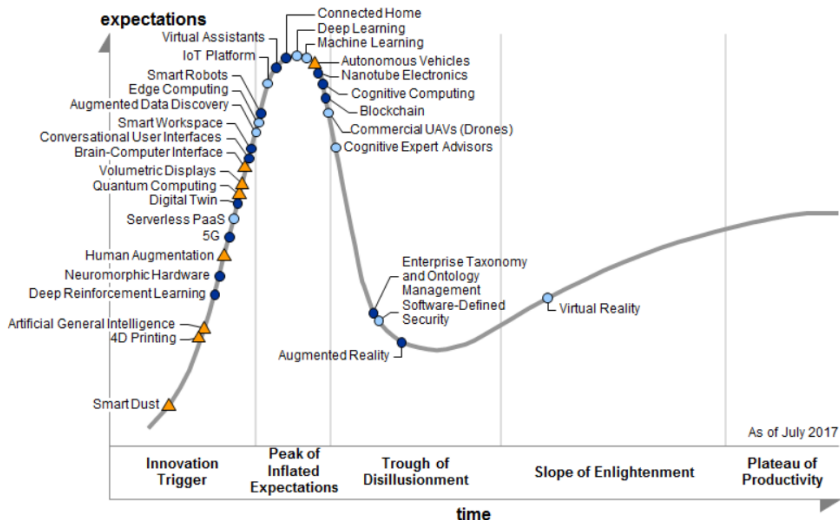 expectations
Connected Home
Deep Learning
Virtual Assistants
Machine Learning
IoT Platform
Autonomous Vehicles
Smart Robots
Nanotube Electronics
Edge Computing
Cognitive Computing
Augmented Data Discovery
Blockchain
Smart Workspace
Commercial UAVs (Drones)
Conversational User Interfaces
Cognitive Expert Advisors
Brain-Computer Interface
Volumetric Displays
Quantum Computing
Digital Twin
Serverless PaaS
5G
Human Augmentation
Neuromorphic Hardware
Deep Reinforcement Learning
Artificial General Intelligence
4D Printing
Smart Dust
Enterprise Taxonomy
and Ontology
Management
Software-Defined
Security
Augmented Reality
Virtual Reality
As of July 2017
Innovation
Trigger
Peak of
Inflated
Expectations
Trough of
Disillusionment
Slope of Enlightenment
Plateau of
Productivity
time